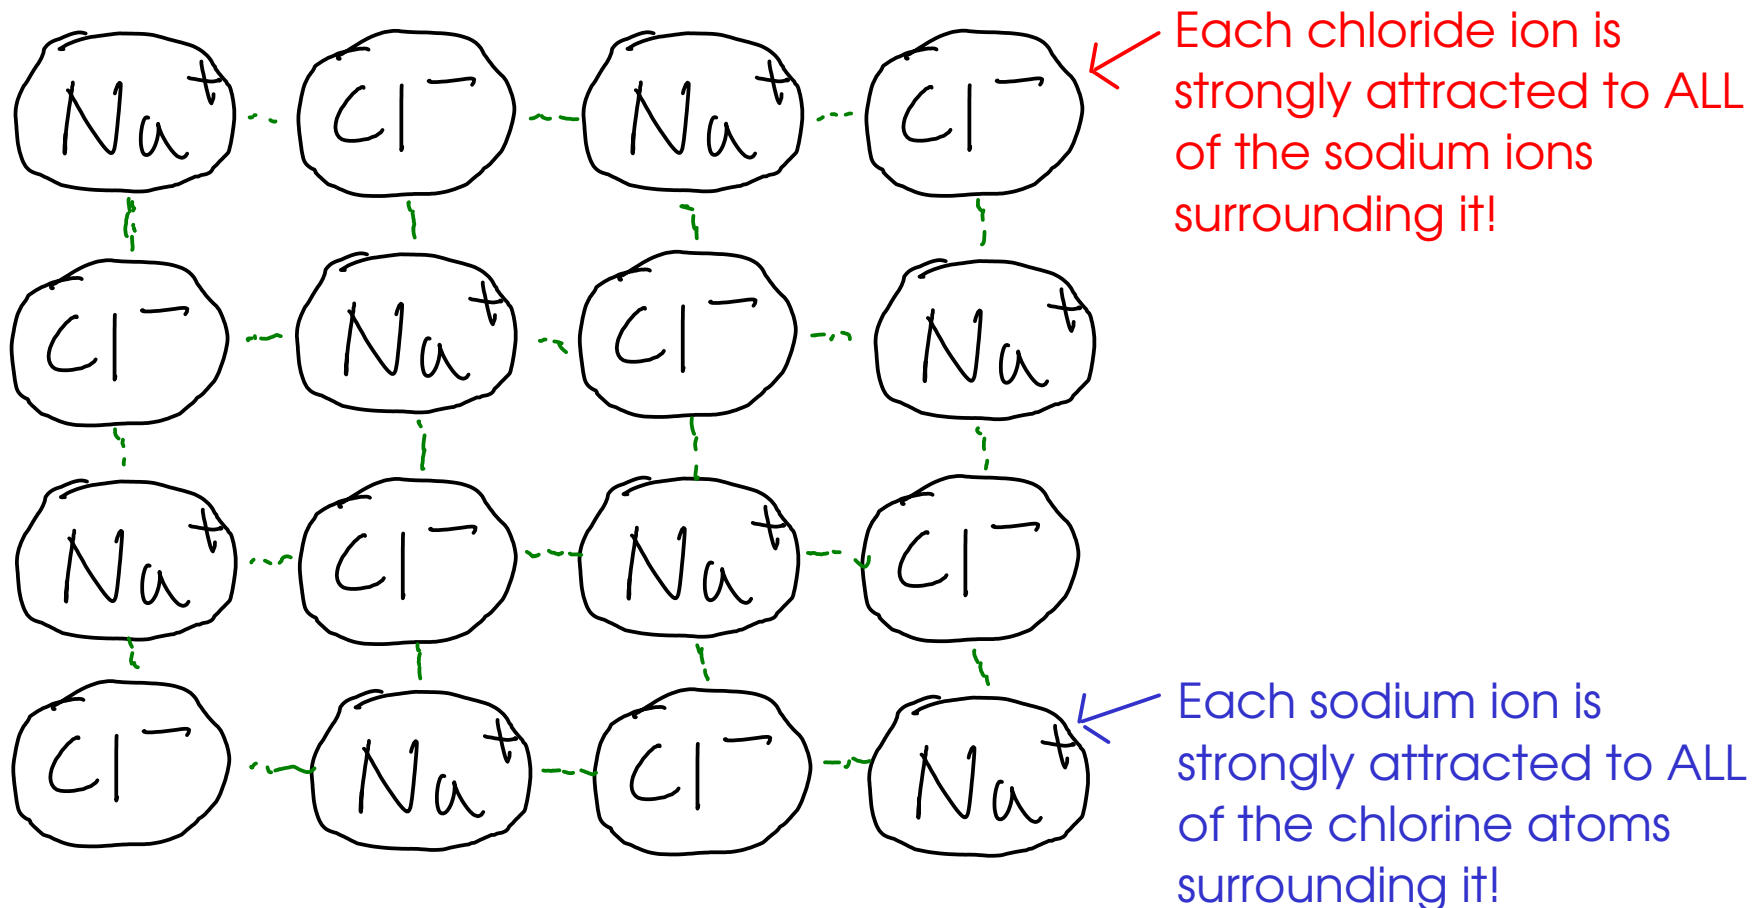 Na+ Cl− Na+ Cl−
Each chloride ion is
strongly attracted to ALL
of the sodium ions
surrounding it!
Cl− Na+ Cl− Na+
Na+ Cl− Na+ Cl−
Cl− Na+ Cl− Na+
Each sodium ion is
strongly attracted to ALL
of the chlorine atoms
surrounding it!